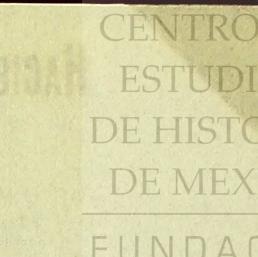 CENTRO
ESTUDI
DE HISTO
DE MEX
FUNDAC